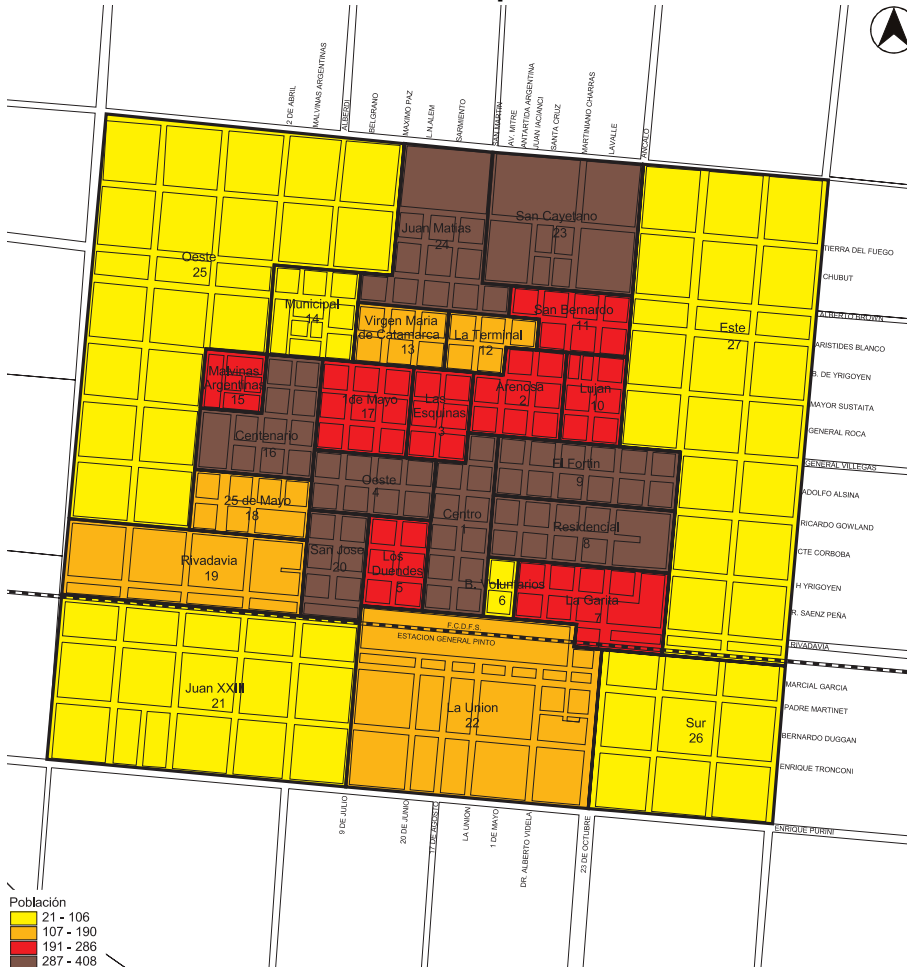 2 DE ABRIL
MALVINAS ARGENTINAS
ALBERDI
BELGRANO
MAXIMO PAZ
L.N. ALEM
SARMIENTO
SAN MARTIN
AV. MITRE
ANTARTIDA ARGENTINA
JUAN IACIANCI
SANTA CRUZ
MARTINIANO CHARRAS
LAVALLE
ANCALO
Juan Matias
24
San Cayetano
23
Oeste
25
Municipal
14
Virgen Maria
de Catamarca
13
La Terminal
12
San Bernardo
11
Este
27
Malvinas
Argentinas
15
1°de Mayo
17
Las
Esquinas
3
Arenosa
2
Lujan
10
Centenario
16
Oeste
4
El Fortin
9
25 de Mayo
18
Centro
1
Residencial
8
San Jose
20
Los
Duendes
5
Rivadavia
19
B. Voluntarios
6
La Garita
7
F.C.D.F.S.
ESTACION GENERAL PINTO
Juan XXIII
21
La Union
22
Sur
26
TIERRA DEL FUEGO
CHUBUT
ALBERTO BROWN
ARISTIDES BLANCO
B. DE YRIGOYEN
MAYOR SUSTAITA
GENERAL ROCA
GENERAL VILLEGAS
ADOLFO ALSINA
RICARDO GOWLAND
CTE CORBOBA
H YRIGOYEN
R. SAENZ PEÑA
RIVADAVIA
MARCIAL GARCIA
PADRE MARTINET
BERNARDO DUGGAN
ENRIQUE TRONCONI
ENRIQUE PURINI
9 DE JULIO
20 DE JUNIO
17 DE AGOSTO
LA UNION
1 DE MAYO
DR. ALBERTO VIDELA
23 DE OCTUBRE
Población
21 - 106
107 - 190
191 - 286
287 - 408